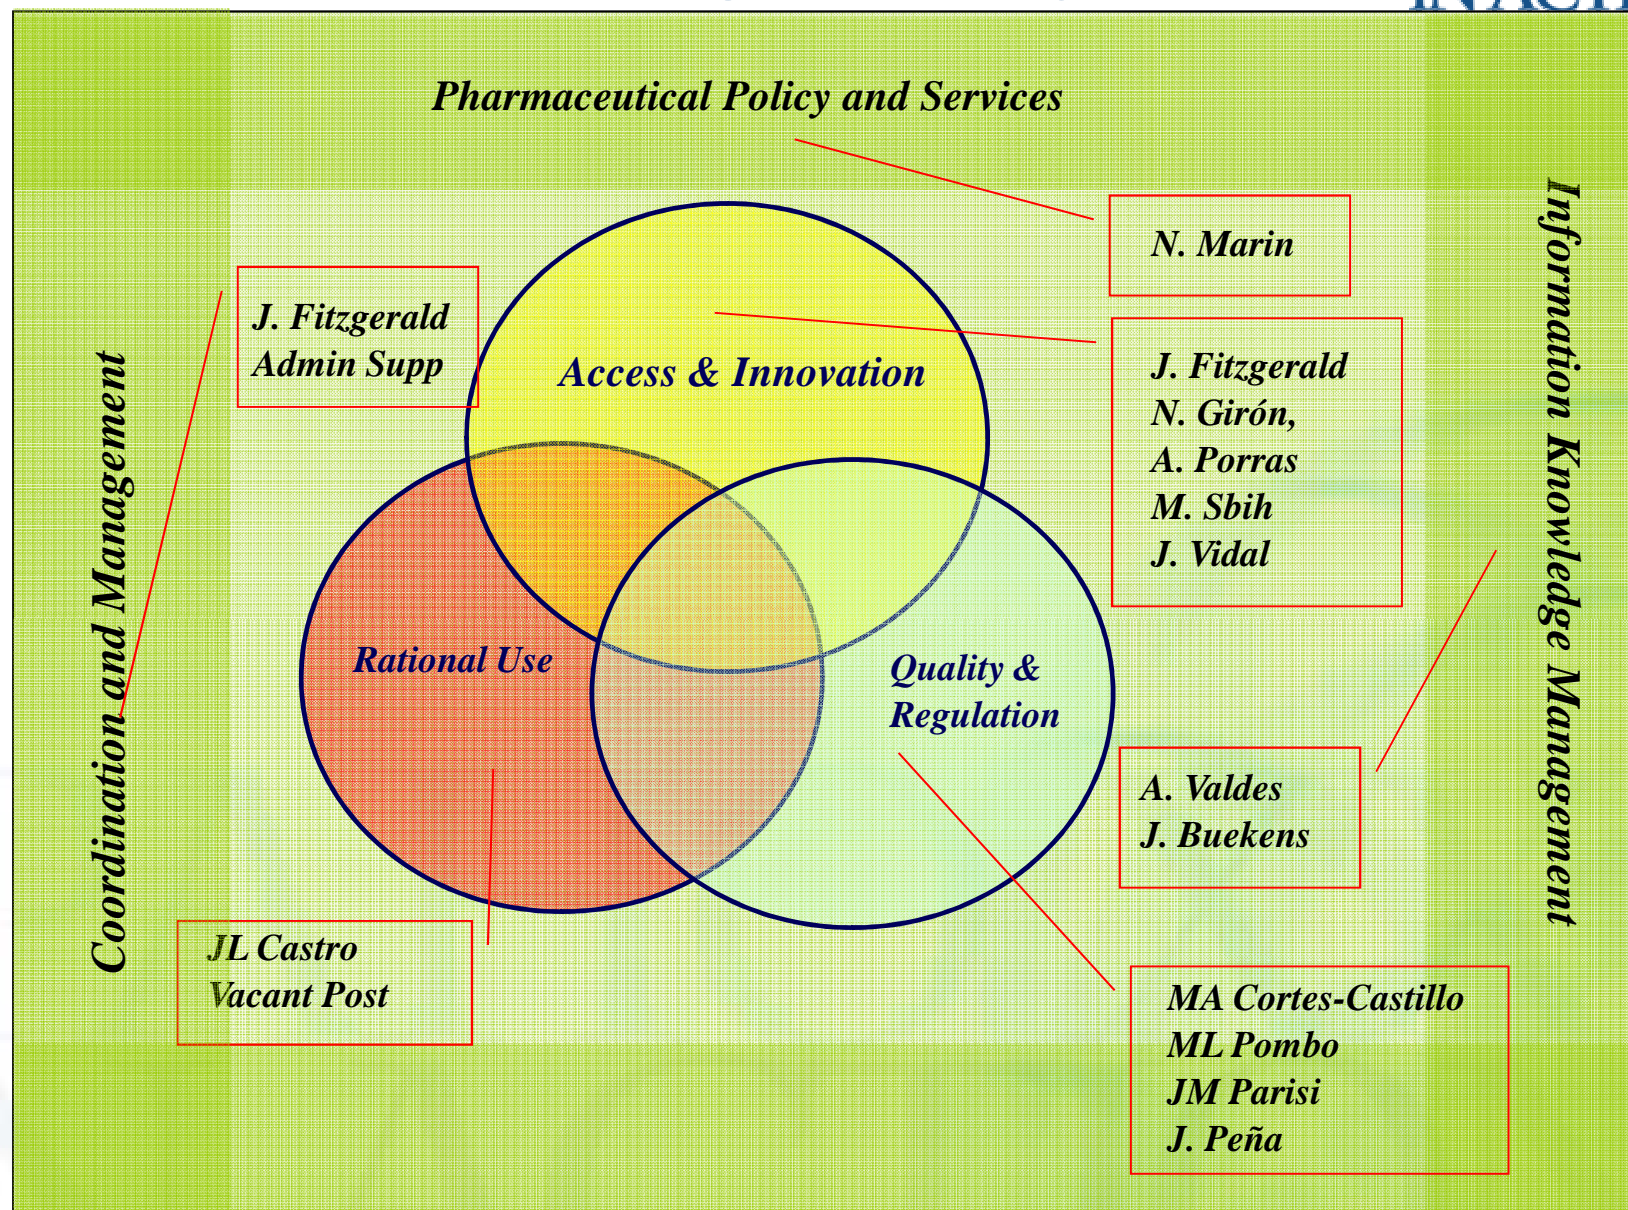 Pharmaceutical Policy and Services
N. Marin
J. Fitzgerald
Admin Supp
Access & Innovation
J. Fitzgerald
N. Girón,
A. Porras
M. Sbih
J. Vidal
Coordination and Management
Information Knowledge Management
Rational Use
Quality &
Regulation
A. Valdes
J. Buekens
JL Castro
Vacant Post
MA Cortes-Castillo
ML Pombo
JM Parisi
J. Peña